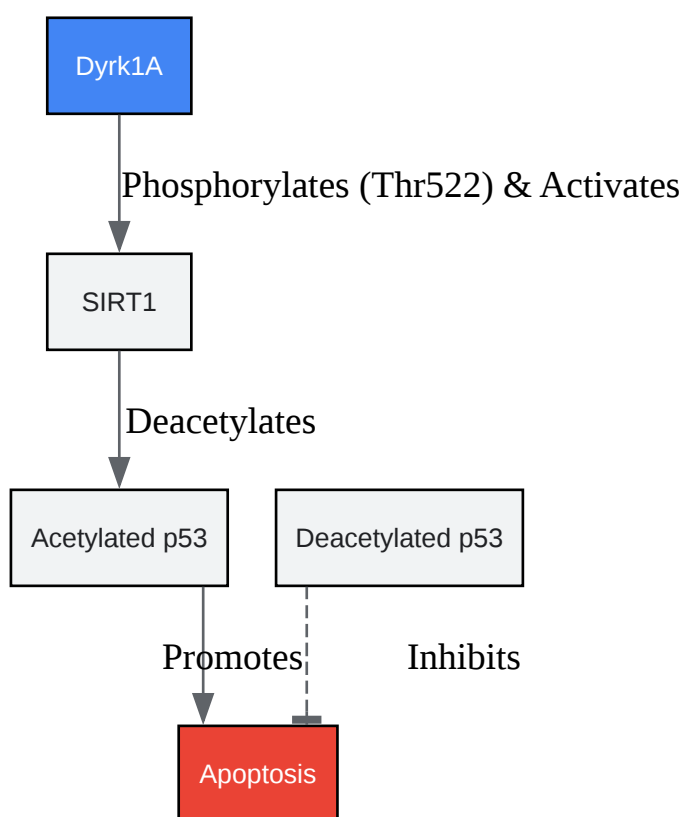 Dyrk1A
Phosphorylates (Thr522) & Activates
SIRT1
Deacetylates
Acetylated p53
Deacetylated p53
Promotes
Inhibits
Apoptosis